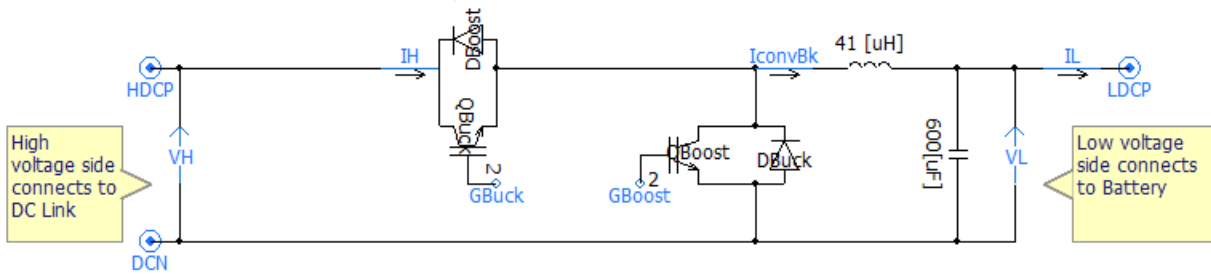 DBoost
41 [uH]
IH
IconvBk
IL
HDCP
LDCP
QBuck
High
voltage side
connects to
DC Link
VH
2
GBuck
QBoost
DBuck
2
GBoost
600[uF]
VL
Low voltage
side connects
to Battery
DCN